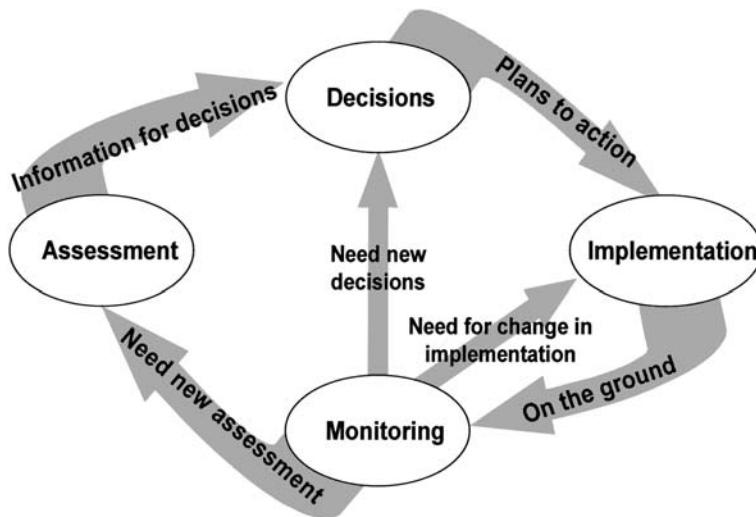 Decisions
Plans to action
Information for decisions
Assessment
Implementation
Need new
decisions
Need for change in
implementation
On the ground
Need new assessment
Monitoring